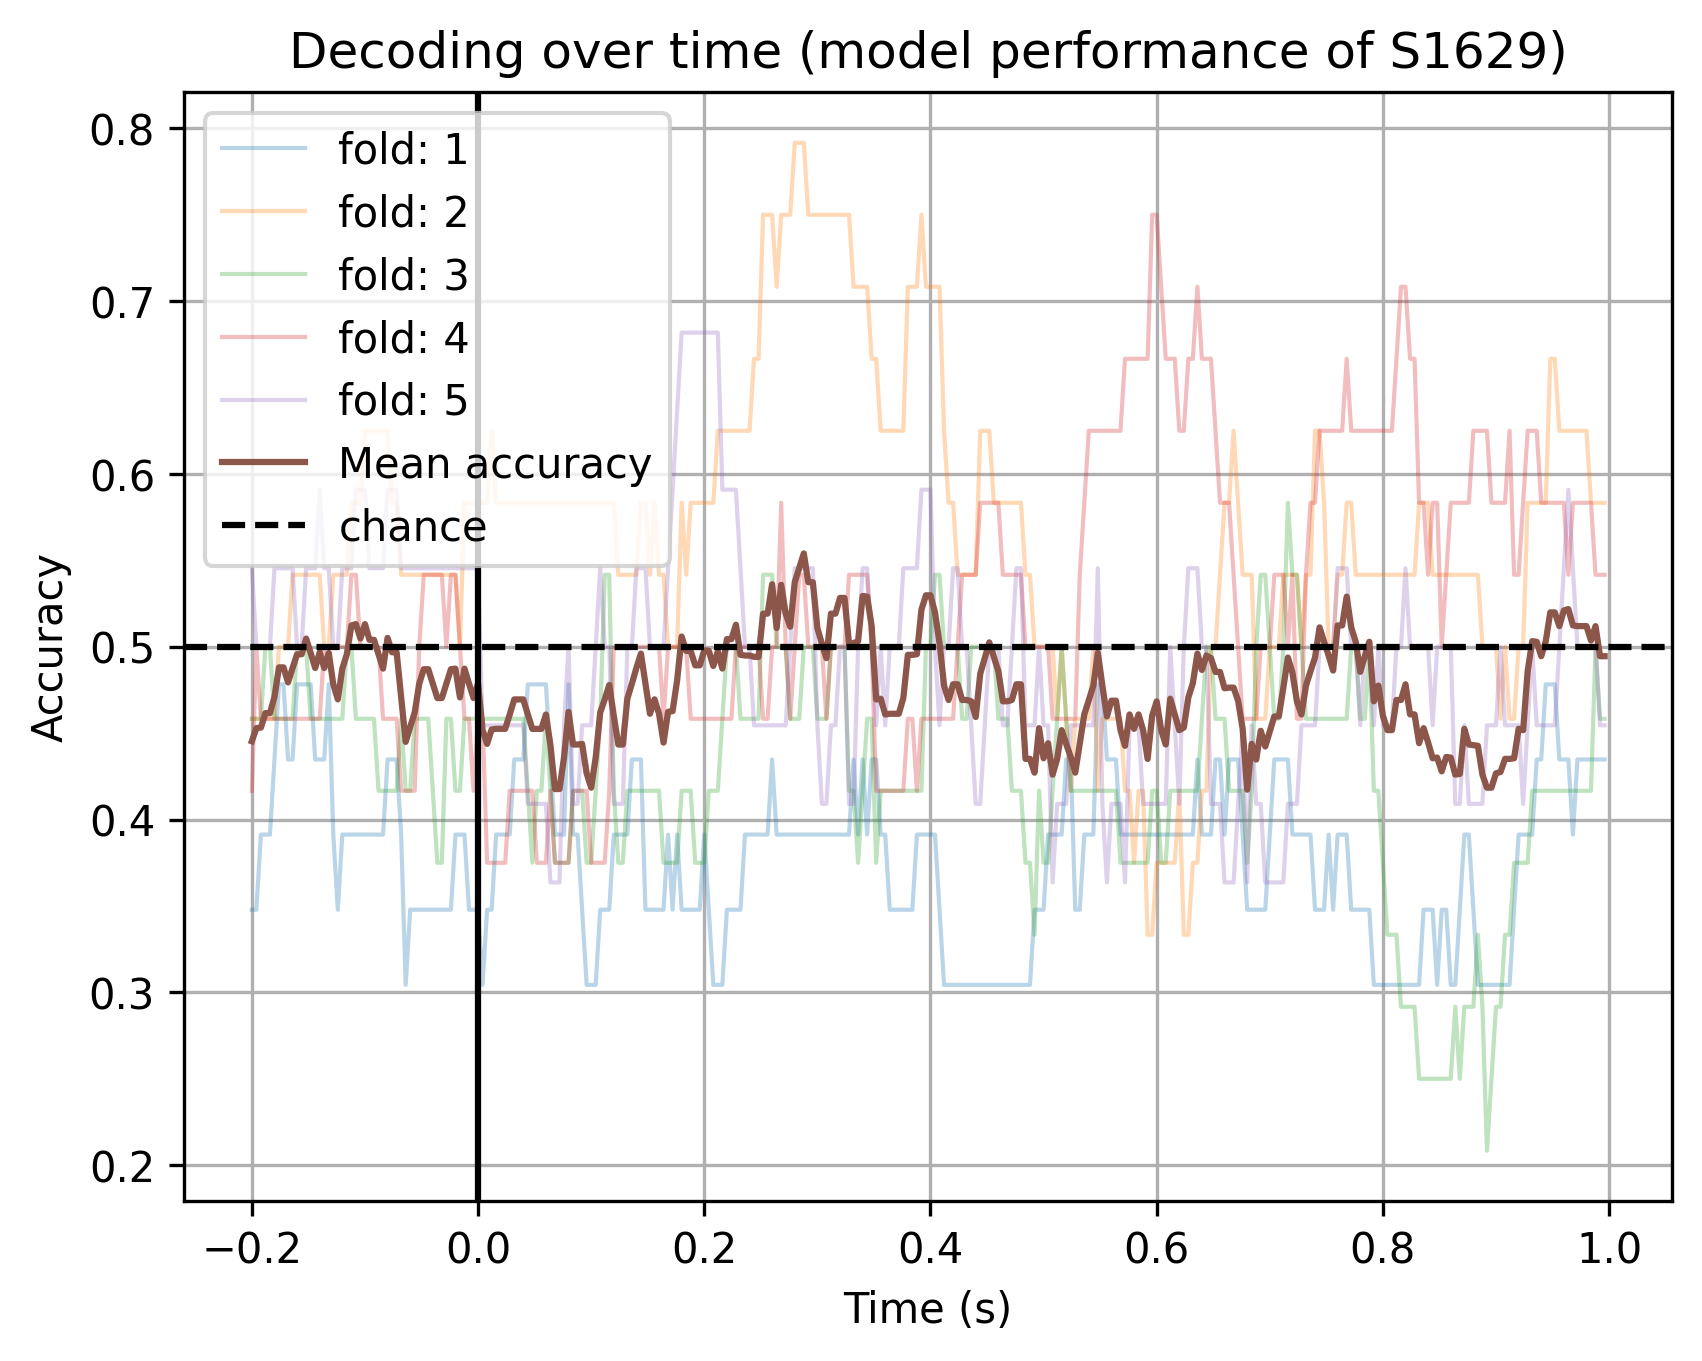 Decoding over time (model performance of S1629)
fold: 1
fold: 2
fold: 3
fold: 4
fold: 5
Mean accuracy
chance
Accuracy
0.8
0.7
0.6
0.5
0.4
0.3
0.2
−0.2 0.0 0.2 0.4 0.6 0.8 1.0
Time (s)